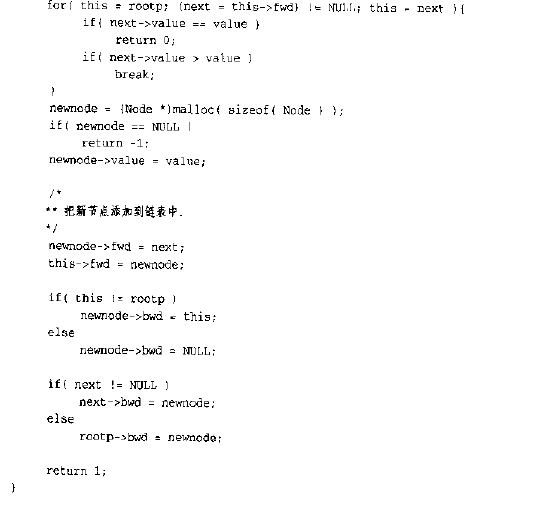 for( this = rootp; (next = this->fwd) != NULL; this = next ){
if( next->value == value )
return 0;
if( next->value > value )
break;
}
newnode = (Node *)malloc( sizeof( Node ) );
if( newnode == NULL )
return -1;
newnode->value = value;
/*
** 把新节点添加到链表中.
*/
newnode->fwd = next;
this->fwd = newnode;
if( this != rootp )
newnode->bwd = this;
else
newnode->bwd = NULL;
if( next != NULL )
next->bwd = newnode;
else
rootp->bwd = newnode;
return 1;
}